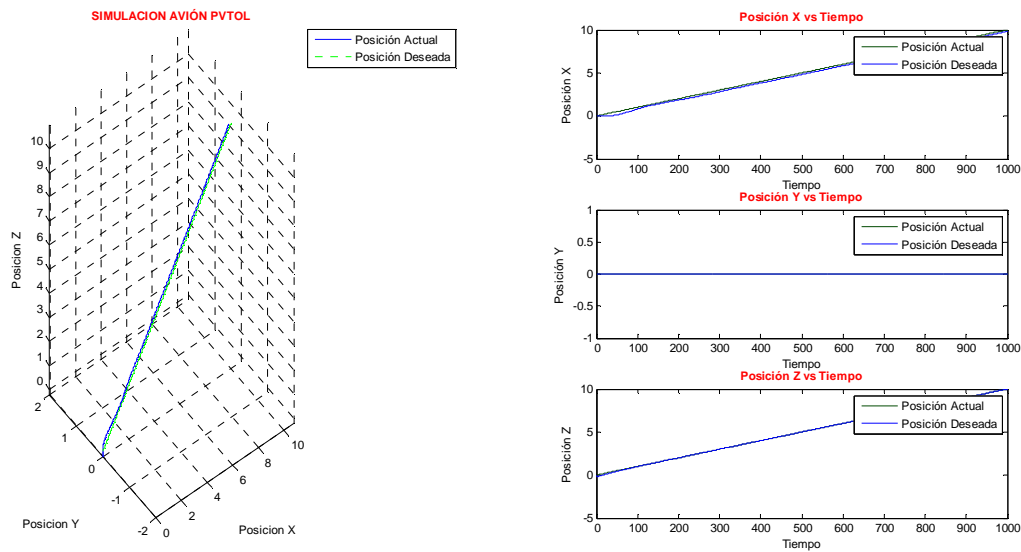 SIMULACION AVIÓN PVTOL
Posición Actual
Posición Deseada
Posicion Z
10
9
8
7
6
5
4
3
2
1
0
2
1
0
-1
-2
Posicion Y
0
2
4
6
8
10
Posicion X
Posición X vs Tiempo
Posición X
10
5
0
-5
Posición Actual
Posición Deseada
0 100 200 300 400 500 600 700 800 900 1000
Tiempo
Posición Y vs Tiempo
Posición Y
1
0.5
0
-0.5
-1
Posición Actual
Posición Deseada
0 100 200 300 400 500 600 700 800 900 1000
Tiempo
Posición Z vs Tiempo
Posición Z
10
5
0
-5
Posición Actual
Posición Deseada
0 100 200 300 400 500 600 700 800 900 1000
Tiempo